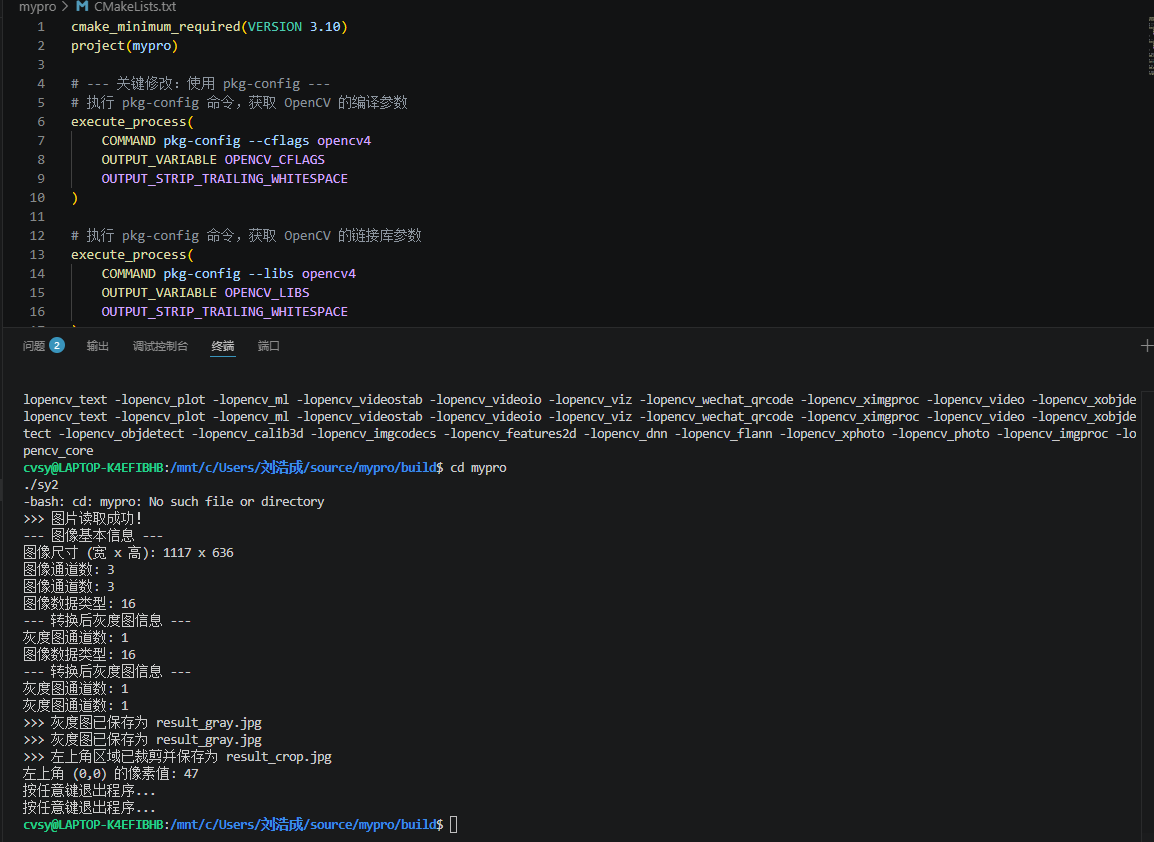 mypro > CMakeLists.txt
1 cmake_minimum_required(VERSION 3.10)
2 project(mypro)
3
4 # --- 关键修改：使用 pkg-config ---
5 # 执行 pkg-config 命令，获取 OpenCV 的编译参数
6 execute_process(
7 COMMAND pkg-config --cflags opencv4
8 OUTPUT_VARIABLE OPENCV_CFLAGS
9 OUTPUT_STRIP_TRAILING_WHITESPACE
10 )
11
12 # 执行 pkg-config 命令，获取 OpenCV 的链接库参数
13 execute_process(
14 COMMAND pkg-config --libs opencv4
15 OUTPUT_VARIABLE OPENCV_LIBS
16 OUTPUT_STRIP_TRAILING_WHITESPACE
问题 2 输出 调试控制台 终端 端口
lopencv_text -lopencv_plot -lopencv_ml -lopencv_videostab -lopencv_videoio -lopencv_viz -lopencv_wechat_qrcode -lopencv_ximgproc -lopencv_video -lopencv_xobjde
lopencv_text -lopencv_plot -lopencv_ml -lopencv_videostab -lopencv_videoio -lopencv_viz -lopencv_wechat_qrcode -lopencv_ximgproc -lopencv_video -lopencv_xobjde
tect -lopencv_objdetect -lopencv_calib3d -lopencv_imgcodecs -lopencv_features2d -lopencv_dnn -lopencv_flann -lopencv_xphoto -lopencv_photo -lopencv_imgproc -lo
pencv_core
cvsy@LAPTOP-K4EFIBHB:/mnt/c/Users/刘浩成/source/mypro/build$ cd mypro
./sy2
-bash: cd: mypro: No such file or directory
>>> 图片读取成功！
--- 图像基本信息 ---
图像尺寸 (宽 x 高): 1117 x 636
图像通道数: 3
图像通道数: 3
图像数据类型: 16
--- 转换后灰度图信息 ---
灰度图通道数: 1
图像数据类型: 16
--- 转换后灰度图信息 ---
灰度图通道数: 1
灰度图通道数: 1
>>> 灰度图已保存为 result_gray.jpg
>>> 灰度图已保存为 result_gray.jpg
>>> 左上角区域已裁剪并保存为 result_crop.jpg
左上角 (0,0) 的像素值: 47
按任意键退出程序...
按任意键退出程序...
cvsy@LAPTOP-K4EFIBHB:/mnt/c/Users/刘浩成/source/mypro/build$